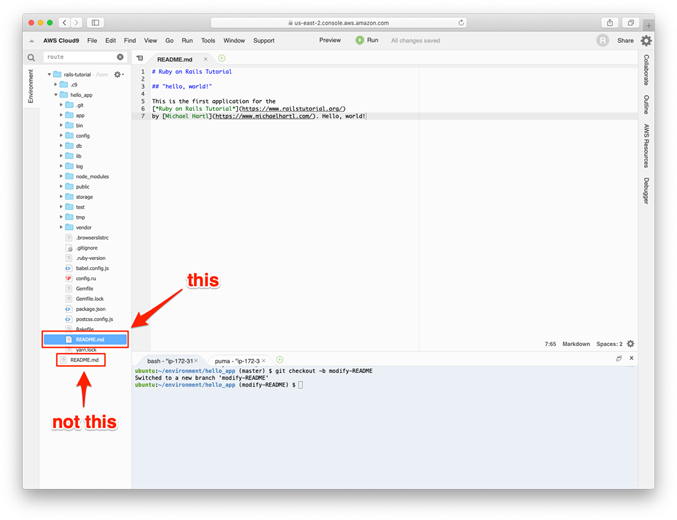 us-east-2.console.aws.amazon.com
AWS Cloud9 File Edit Find View Go Run Tools Window Support Preview Run All changes saved R Share
route
README.md
Environment
rails-tutorial
.c9
hello_app
.git
app
bin
config
db
lib
log
node_modules
public
storage
test
tmp
vendor
.browserslistrc
.gitignore
.ruby-version
babel.config.js
config.ru
Gemfile
Gemfile.lock
package.json
postcss.config.js
Rakefile
README.md
yarn.lock
README.md
this
not this
1 # Ruby on Rails Tutorial
2
3 ## "hello, world!"
4
5 This is the first application for the
6 [*Ruby on Rails Tutorial*](https://www.railstutorial.org/)
7 by [Michael Hartl](https://www.michaelhartl.com/). Hello, world!
7:65 Markdown Spaces: 2
Collaborate
Outline
AWS Resources
Debugger
bash - "ip-172-31 puma - "ip-172-3
ubuntu:~/environment/hello_app (master) $ git checkout -b modify-README
Switched to a new branch 'modify-README'
ubuntu:~/environment/hello_app (modify-README) $